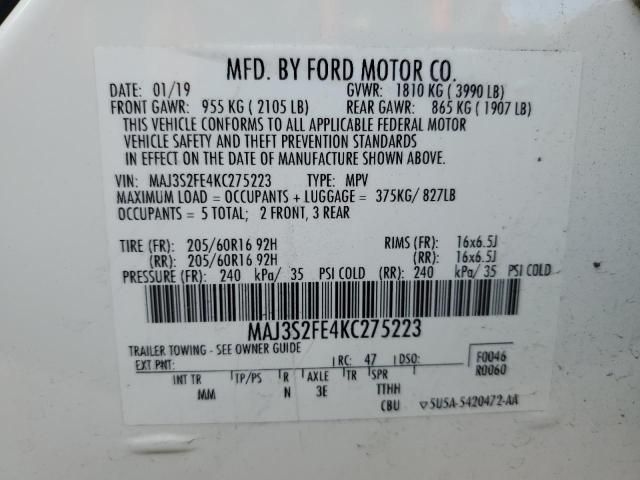 MFD. BY FORD MOTOR CO.
DATE: 01/19 GVWR: 1810 KG ( 3990 LB)
FRONT GAWR: 955 KG ( 2105 LB) REAR GAWR: 865 KG ( 1907 LB)
THIS VEHICLE CONFORMS TO ALL APPLICABLE FEDERAL MOTOR
VEHICLE SAFETY AND THEFT PREVENTION STANDARDS
IN EFFECT ON THE DATE OF MANUFACTURE SHOWN ABOVE.
VIN: MAJ3S2FE4KC275223 TYPE: MPV
MAXIMUM LOAD = OCCUPANTS + LUGGAGE = 375KG/ 827LB
OCCUPANTS = 5 TOTAL; 2 FRONT, 3 REAR
TIRE (FR): 205/60R16 92H RIMS (FR): 16x6.5J
(RR): 205/60R16 92H (RR): 16x6.5J
PRESSURE (FR): 240 kPa/ 35 PSI COLD (RR): 240 kPa/ 35 PSI COLD
MAJ3S2FE4KC275223
TRAILER TOWING - SEE OWNER GUIDE
EXT PNT: RC: 47 DSO: F0046
R0060
INT TR TP/PS R AXLE TR SPR
MM N 3E TTHH
CBU ▽5U5A-5420472-AA